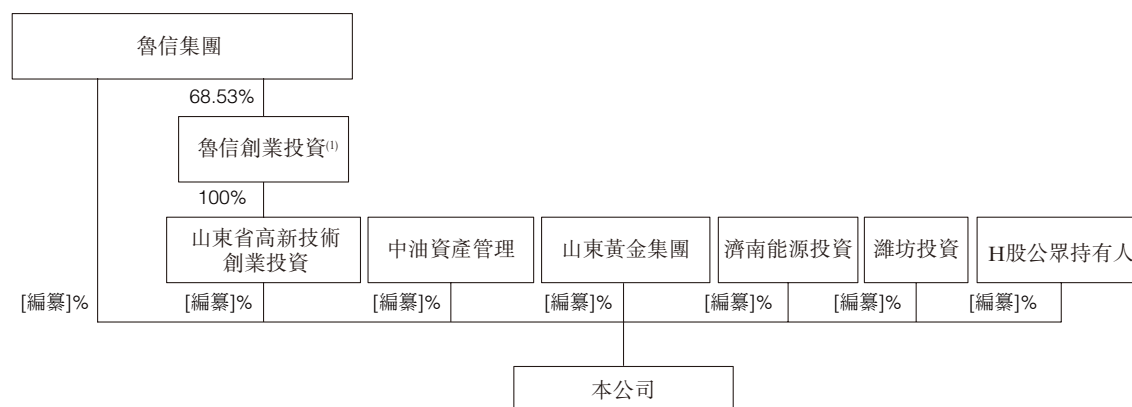 魯信集團
68.53%
魯信創業投資(1)
100%
山東省高新技術
創業投資
中油資產管理
山東黃金集團
濟南能源投資
濰坊投資
H股公眾持有人
[編纂]%
[編纂]%
[編纂]%
[編纂]%
[編纂]%
[編纂]%
[編纂]%
本公司